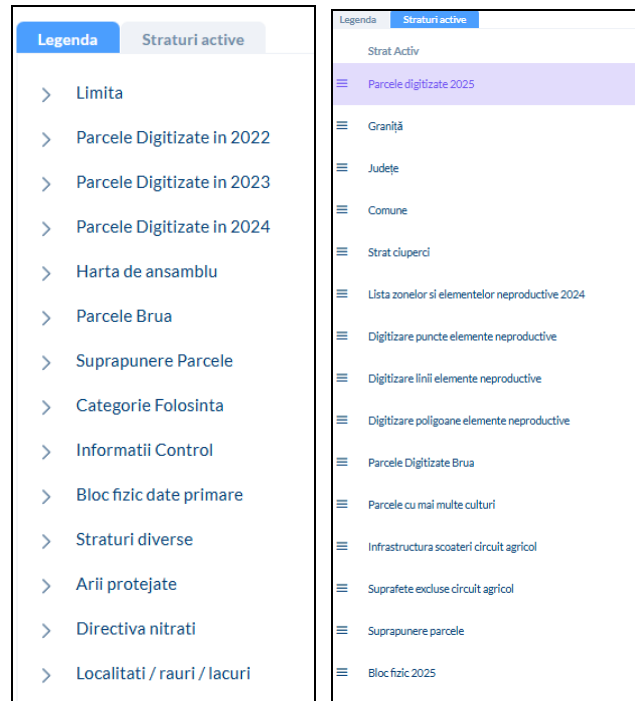 Legenda
Straturi active
Limita
Parcele Digitizate in 2022
Parcele Digitizate in 2023
Parcele Digitizate in 2024
Harta de ansamblu
Parcele Brua
Suprapunere Parcele
Categorie Folosinta
Informatii Control
Bloc fizic date primare
Straturi diverse
Arii protejate
Directiva nitrati
Localitati / rauri / lacuri
Legenda
Straturi active
Strat Activ
Parcele digitizate 2025
Graniță
Județe
Comune
Strat ciuperci
Lista zonelor si elementelor neproductive 2024
Digitizare puncte elemente neproductive
Digitizare linii elemente neproductive
Digitizare poligoane elemente neproductive
Parcele Digitizate Brua
Parcele cu mai multe culturi
Infrastructura scoateri circuit agricol
Suprafete excluse circuit agricol
Suprapunere parcele
Bloc fizic 2025